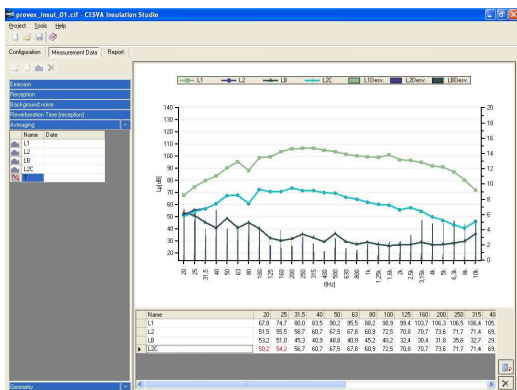 proves_insul_01.cif - CESVA Insulation Studio
Project Tools Help
Configuration Measurement Data Report
Emission
Reception
Background noise
Reverberation Time (reception)
Averaging
Name Date
L1
L2
LB
L2C
T
Geometry
L1 L2 LB L2C L1Desv. L2Desv. LBDesv.
Lp[dB]
140
130
120
110
100
90
80
70
60
50
40
30
20
20
18
16
14
12
10
8
6
4
2
0
20 25 31,5 40 50 63 80 100 125 160 200 250 315 400 500 630 800 1k 1,25k 1,6k 2k 2,5k 3,15k 4k 5k 6,3k 8k 10k
Name 20 25 31,5 40 50 63 80 100 125 160 200 250 315 40
L1 67,8 74,7 80,0 83,5 90,2 95,5 88,2 98,9 99,4 103,7 106,3 106,5 106,4 105,
L2 51,5 55,5 56,7 60,7 67,5 67,8 60,9 72,5 70,8 70,7 73,6 71,7 71,4 69,
LB 53,2 51,0 45,3 40,9 48,8 40,9 45,2 40,2 32,4 30,4 31,8 35,6 32,7 29,
L2C 50,2 54,2 56,7 60,7 67,5 67,8 60,9 72,5 70,8 70,7 73,6 71,7 71,4 69,